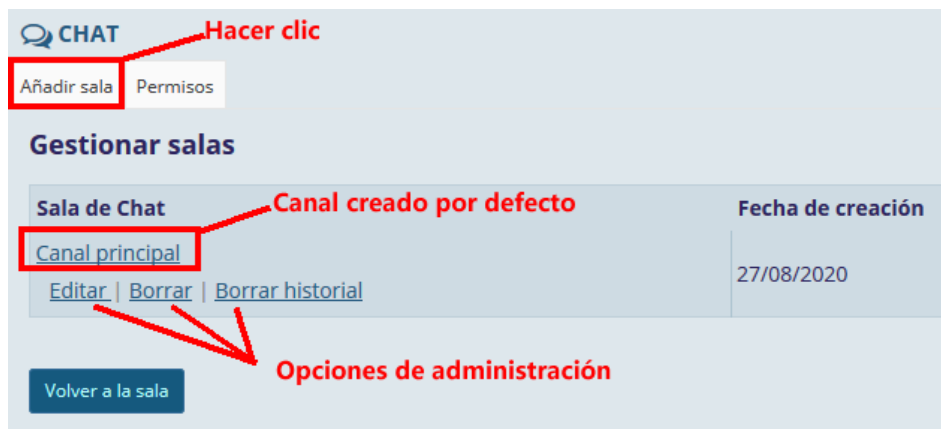 CHAT Hacer clic
Añadir sala Permisos
Gestionar salas
Sala de Chat Canal creado por defecto Fecha de creación
Canal principal
27/08/2020
Editar | Borrar | Borrar historial
Opciones de administración
Volver a la sala